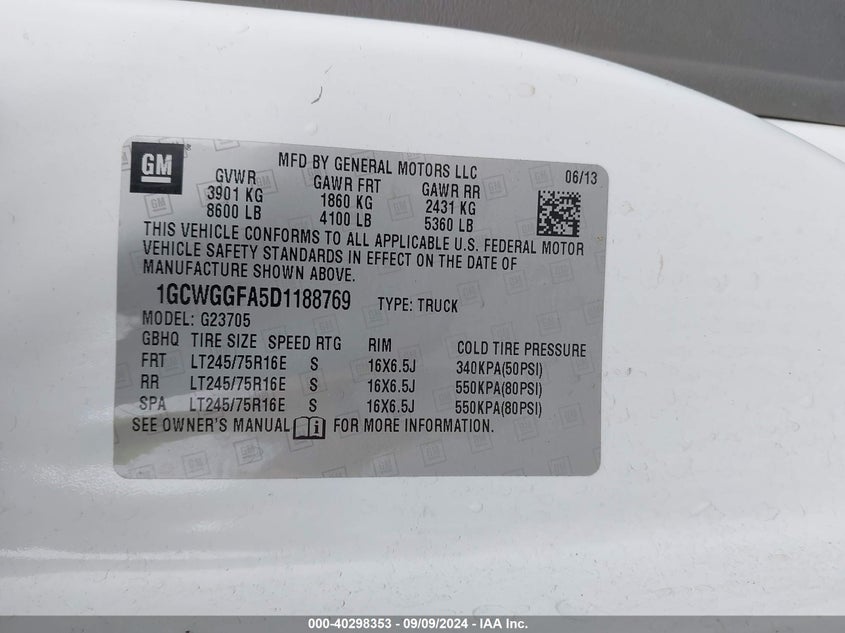 GM
MFD BY GENERAL MOTORS LLC
06/13
GVWR GAWR FRT GAWR RR
3901 KG 1860 KG 2431 KG
8600 LB 4100 LB 5360 LB
THIS VEHICLE CONFORMS TO ALL APPLICABLE U.S. FEDERAL MOTOR
VEHICLE SAFETY STANDARDS IN EFFECT ON THE DATE OF
MANUFACTURE SHOWN ABOVE.
1GCWGGFA5D1188769 TYPE: TRUCK
MODEL: G23705
GBHQ TIRE SIZE SPEED RTG RIM COLD TIRE PRESSURE
FRT LT245/75R16E S 16X6.5J 340KPA(50PSI)
RR LT245/75R16E S 16X6.5J 550KPA(80PSI)
SPA LT245/75R16E S 16X6.5J 550KPA(80PSI)
SEE OWNER'S MANUAL FOR MORE INFORMATION.
000-40298353 - 09/09/2024 - IAA Inc.